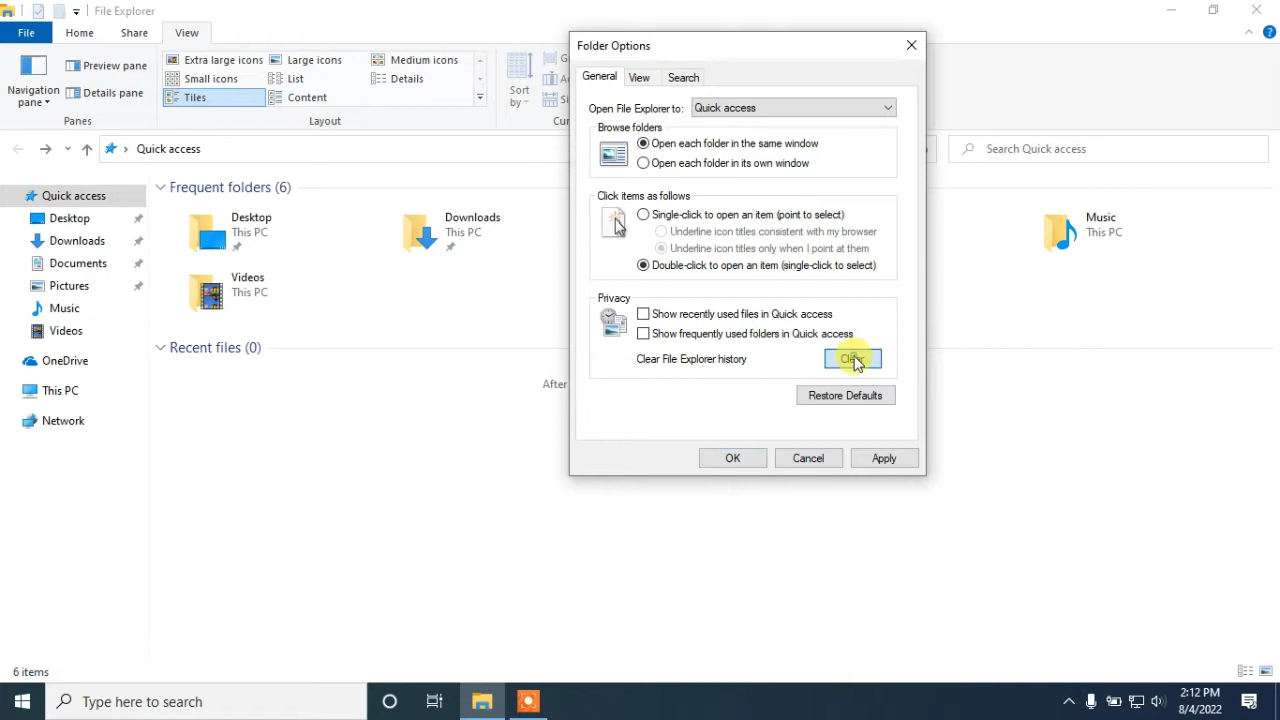 File Explorer
File Home Share View
Navigation pane
Preview pane
Details pane
Panes
Extra large icons Large icons Medium icons
Small icons List Details
Tiles Content
Layout
Sort by
Quick access
Search Quick access
Quick access
Desktop
Downloads
Documents
Pictures
Music
Videos
OneDrive
This PC
Network
Frequent folders (6)
Desktop
This PC
Downloads
This PC
Music
This PC
Videos
This PC
Recent files (0)
After
Folder Options
General View Search
Open File Explorer to: Quick access
Browse folders
Open each folder in the same window
Open each folder in its own window
Click items as follows
Single-click to open an item (point to select)
Underline icon titles consistent with my browser
Underline icon titles only when I point at them
Double-click to open an item (single-click to select)
Privacy
Show recently used files in Quick access
Show frequently used folders in Quick access
Clear File Explorer history Clear
Restore Defaults
OK Cancel Apply
6 items
Type here to search
2:12 PM
8/4/2022